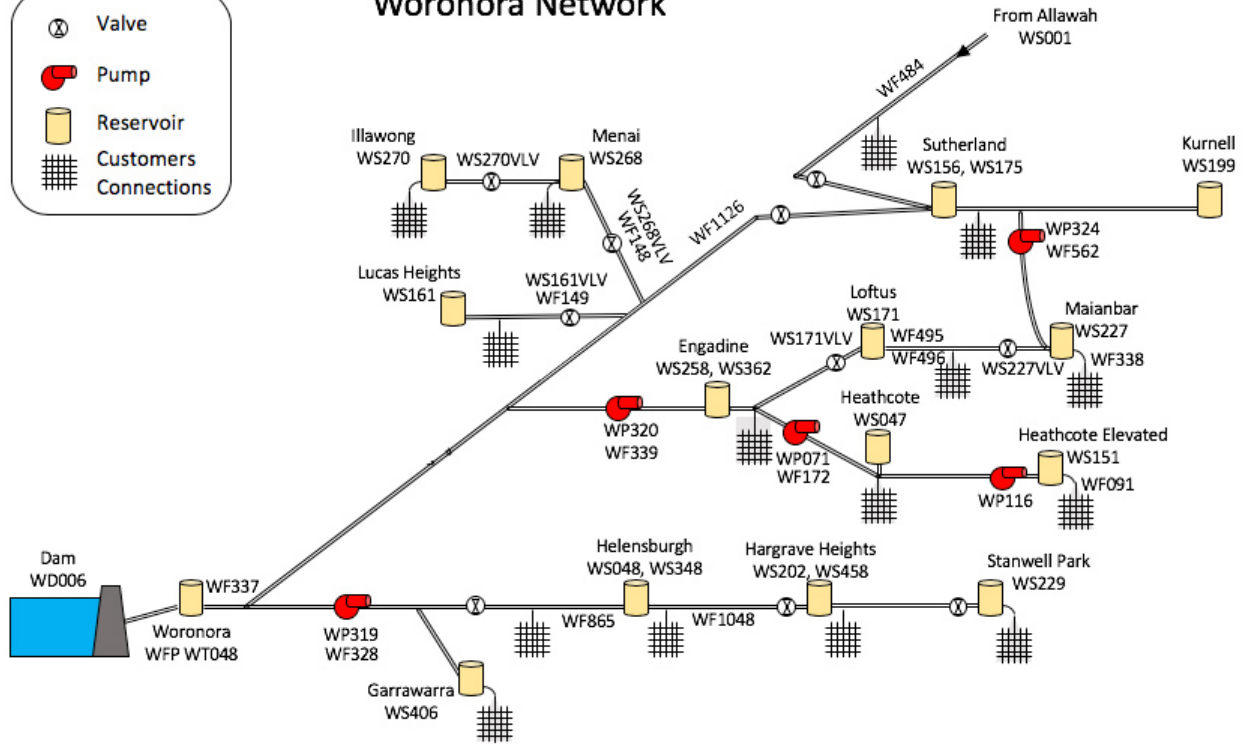 Woronora Network
Valve
Pump
Reservoir
Customers
Connections
From Allawah
WS001
WF484
Illawong
WS270
WS270VLV
Menai
WS268
WS268VLV
WF148
WF1126
Sutherland
WS156, WS175
Kurnell
WS199
WP324
WF562
Lucas Heights
WS161
WS161VLV
WF149
Loftus
WS171
WS171VLV
WF495
WF496
Maianbar
WS227
WS227VLV
WF338
Engadine
WS258, WS362
WP320
WF339
Heathcote
WS047
WP071
WF172
Heathcote Elevated
WS151
WF091
WP116
Dam
WD006
WF337
Woronora
WFP WT048
WP319
WF328
Helensburgh
WS048, WS348
WF865
WF1048
Hargrave Heights
WS202, WS458
Stanwell Park
WS229
Garrawarra
WS406